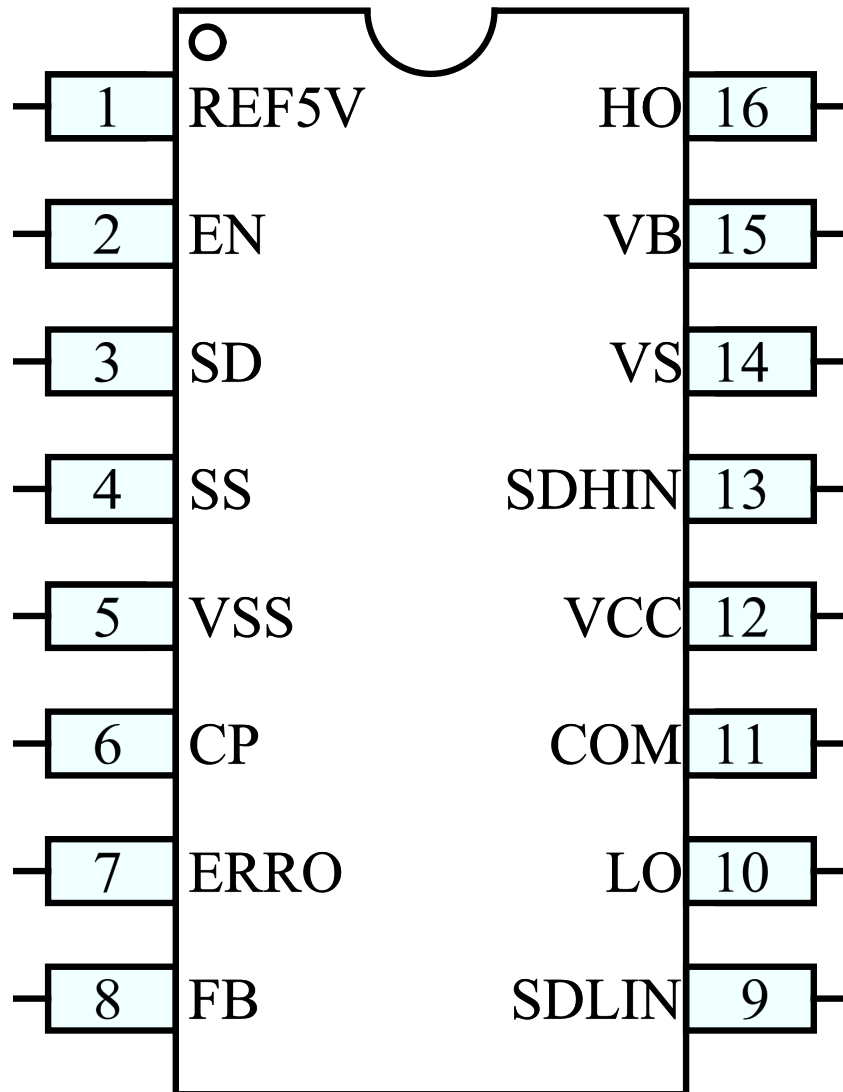 1 REF5V HO 16
2 EN VB 15
3 SD VS 14
4 SS SDHIN 13
5 VSS VCC 12
6 CP COM 11
7 ERRO LO 10
8 FB SDLIN 9